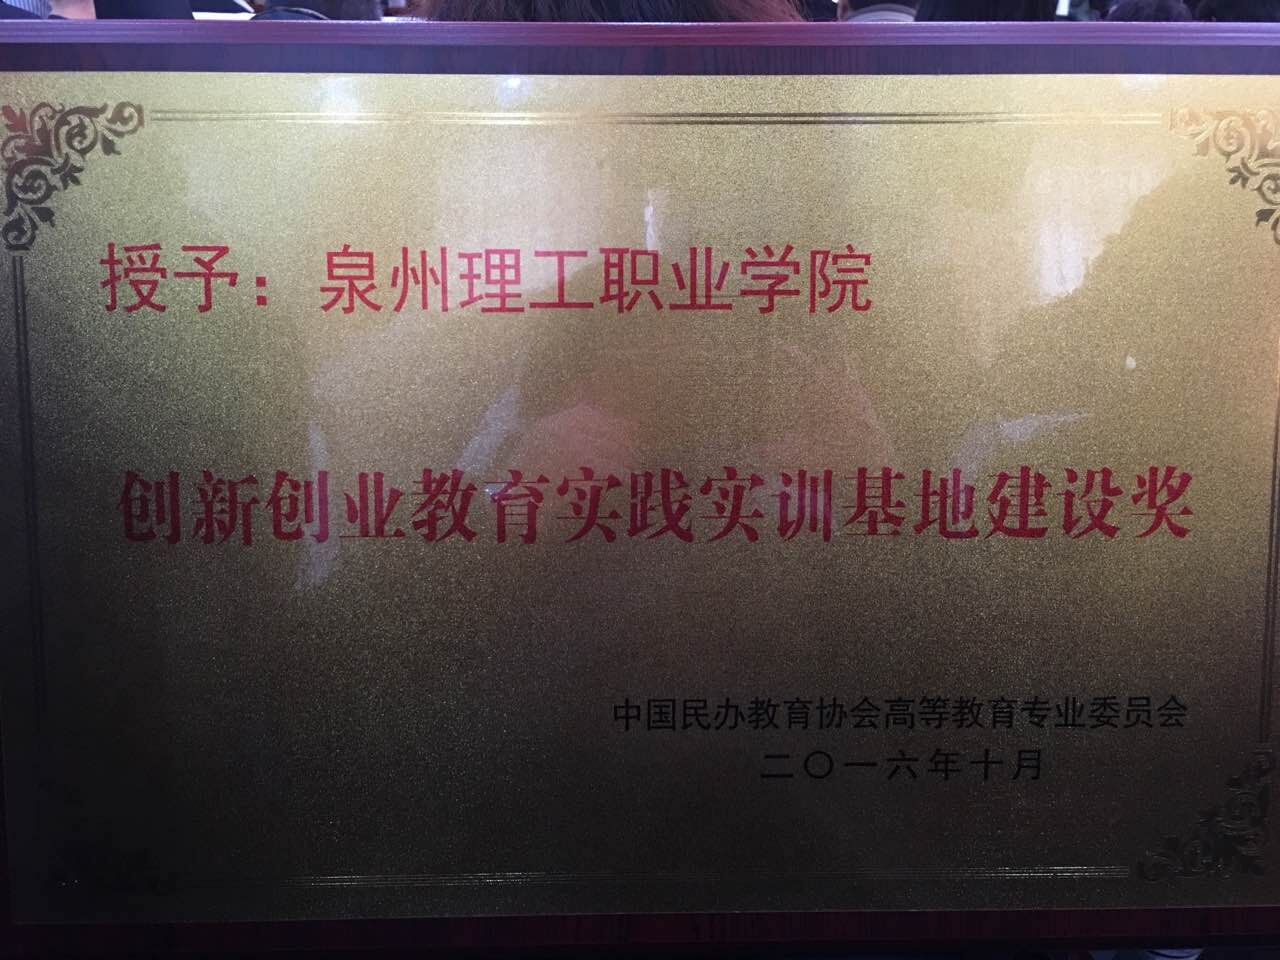 授予：泉州理工职业学院
创新创业教育实践实训基地建设奖
中国民办教育协会高等教育专业委员会
二〇一六年十月